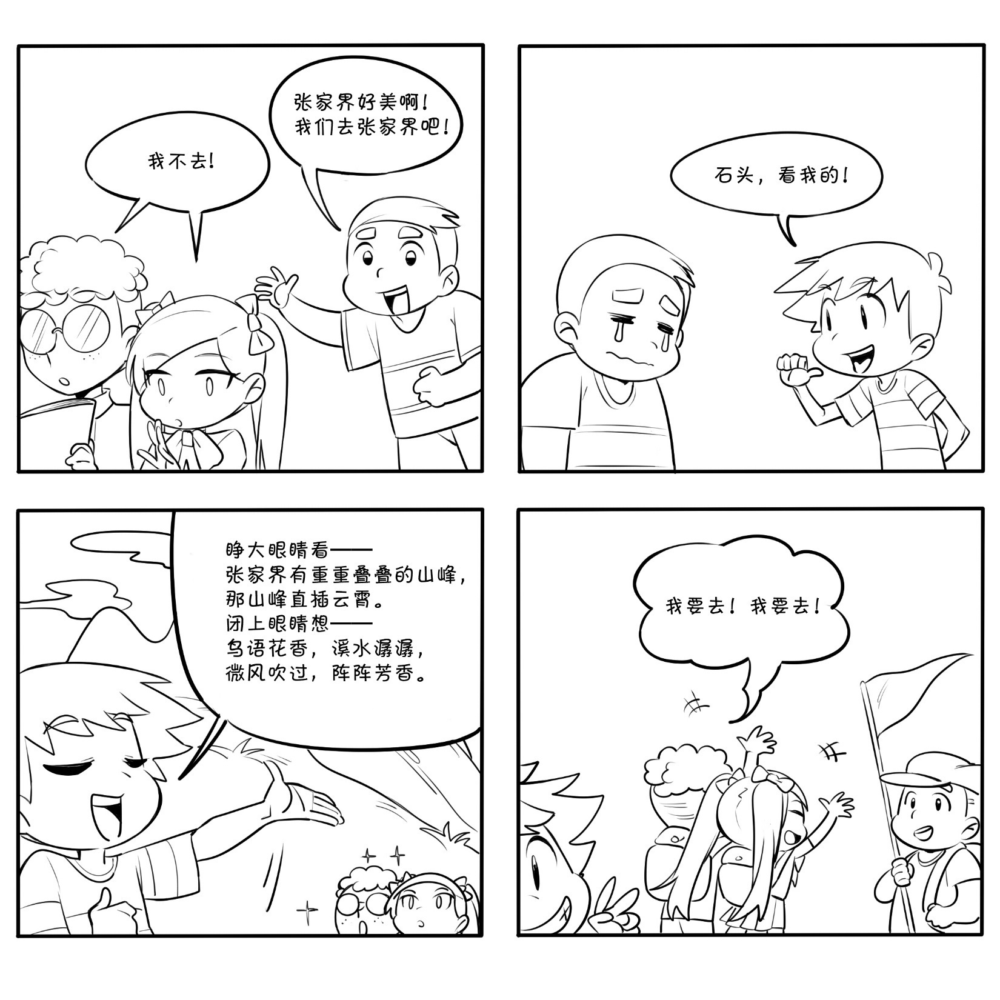 张家界好美啊！
我们去张家界吧！
我不去！
石头，看我的！
睁大眼睛看——
张家界有重重叠叠的山峰，
那山峰直插云霄。
闭上眼睛想——
鸟语花香，溪水潺潺，
微风吹过，阵阵芳香。
我要去！我要去！